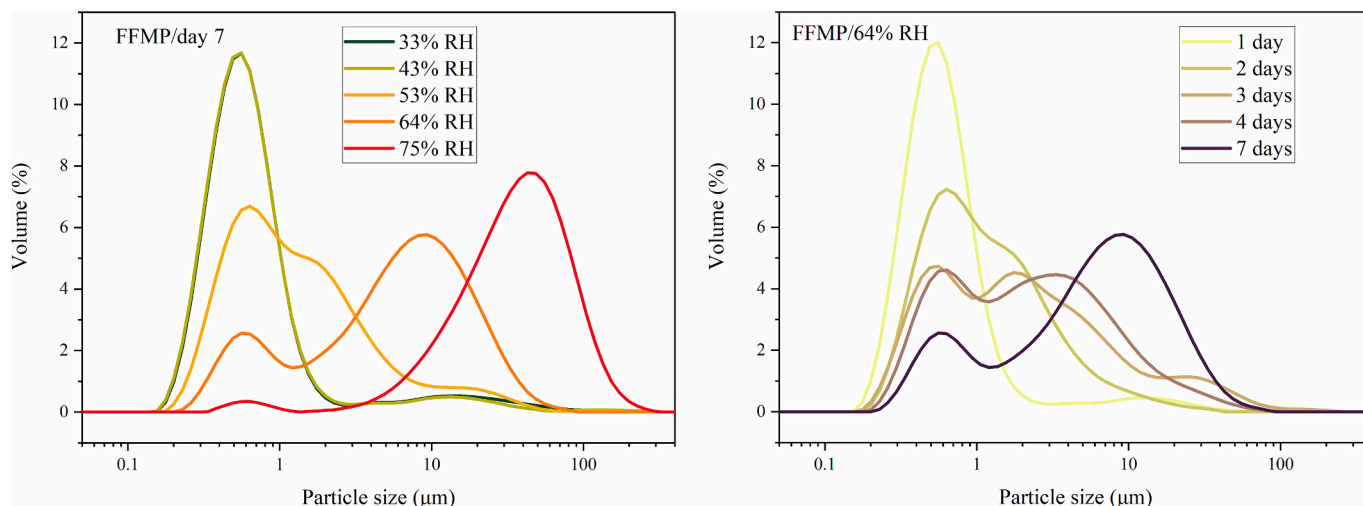 FFMP/day 7
33% RH
43% RH
53% RH
64% RH
75% RH
Volume (%)
12
10
8
6
4
2
0
0.1
1
10
100
Particle size (μm)
FFMP/64% RH
1 day
2 days
3 days
4 days
7 days
Volume (%)
12
10
8
6
4
2
0
0.1
1
10
100
Particle size (μm)